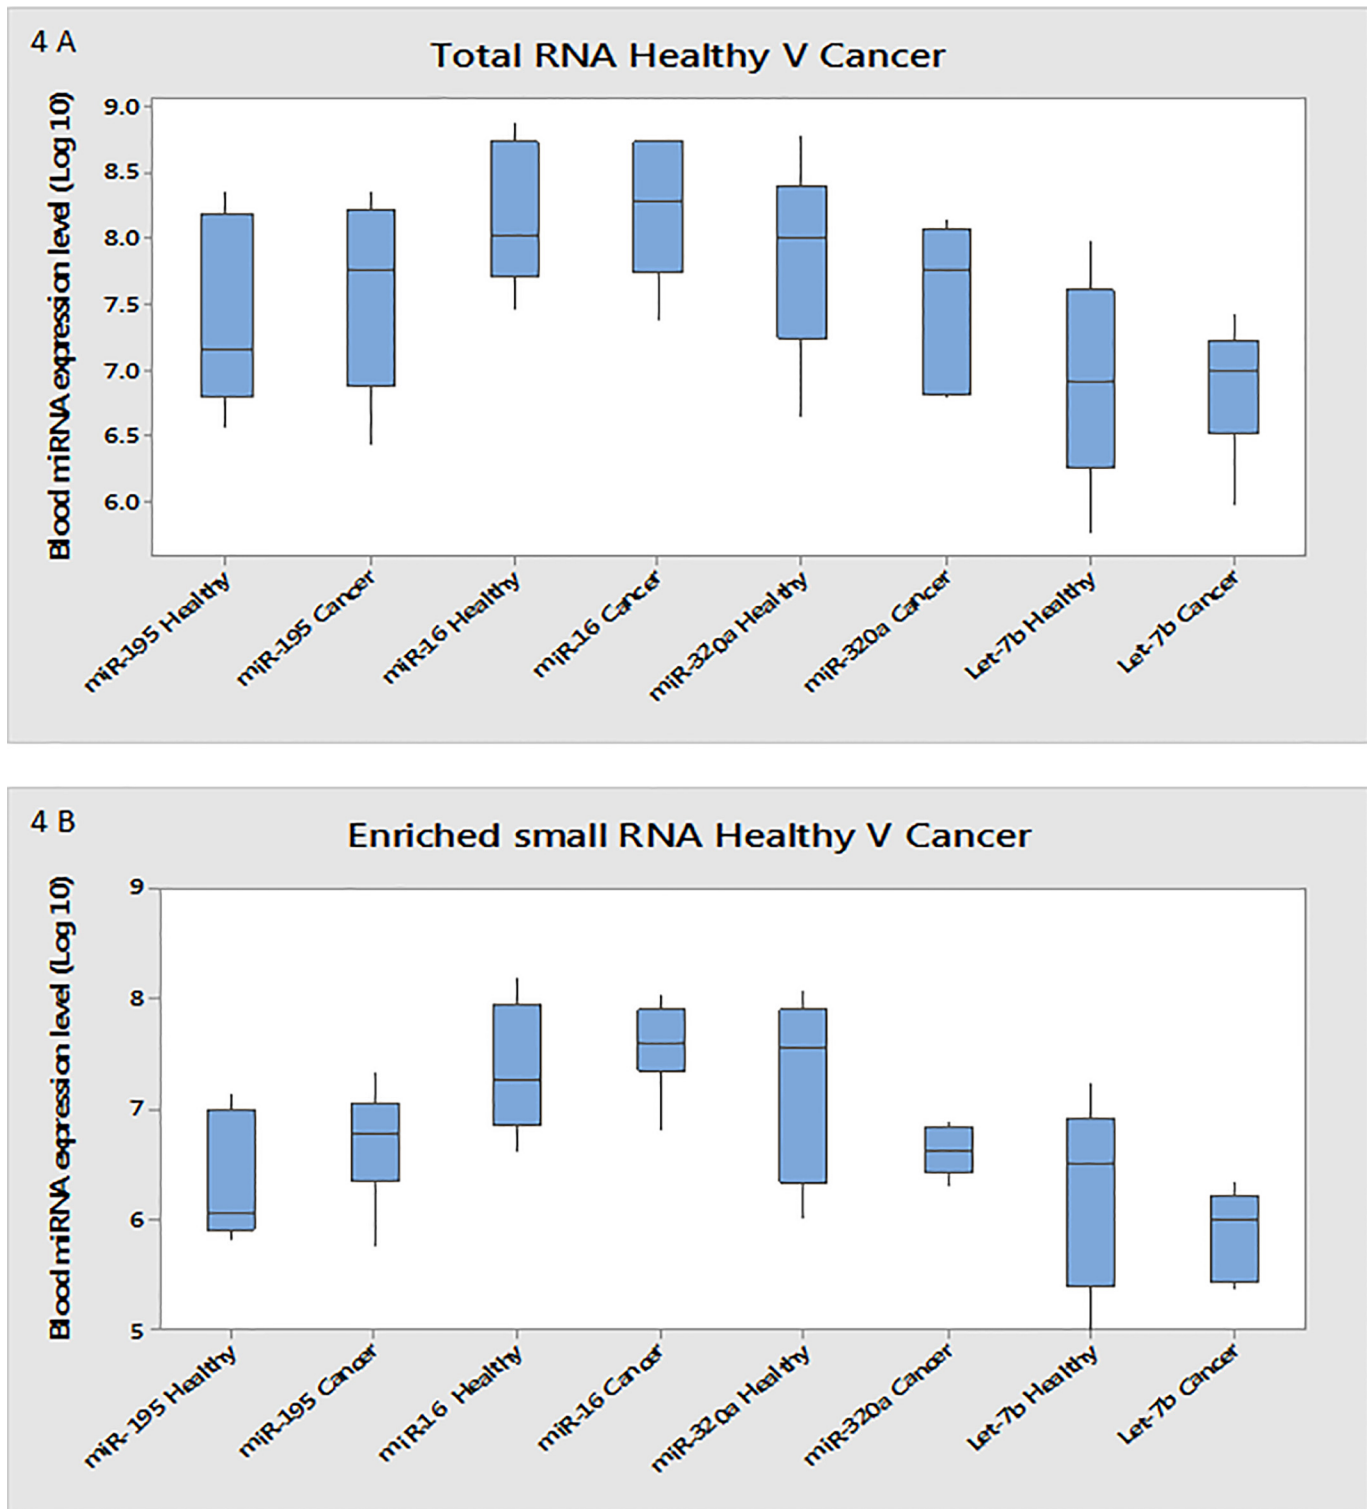 4 A
Total RNA Healthy V Cancer
Blood miRNA expression level (Log 10)
9.0
8.5
8.0
7.5
7.0
6.5
6.0
miR-195 Healthy
miR-195 Cancer
miR-16 Healthy
miR-16 Cancer
miR-320a Healthy
miR-320a Cancer
Let-7b Healthy
Let-7b Cancer
4 B
Enriched small RNA Healthy V Cancer
Blood miRNA expression level (Log 10)
9
8
7
6
5
miR-195 Healthy
miR-195 Cancer
miR-16 Healthy
miR-16 Cancer
miR-320a Healthy
miR-320a Cancer
Let-7b Healthy
Let-7b Cancer